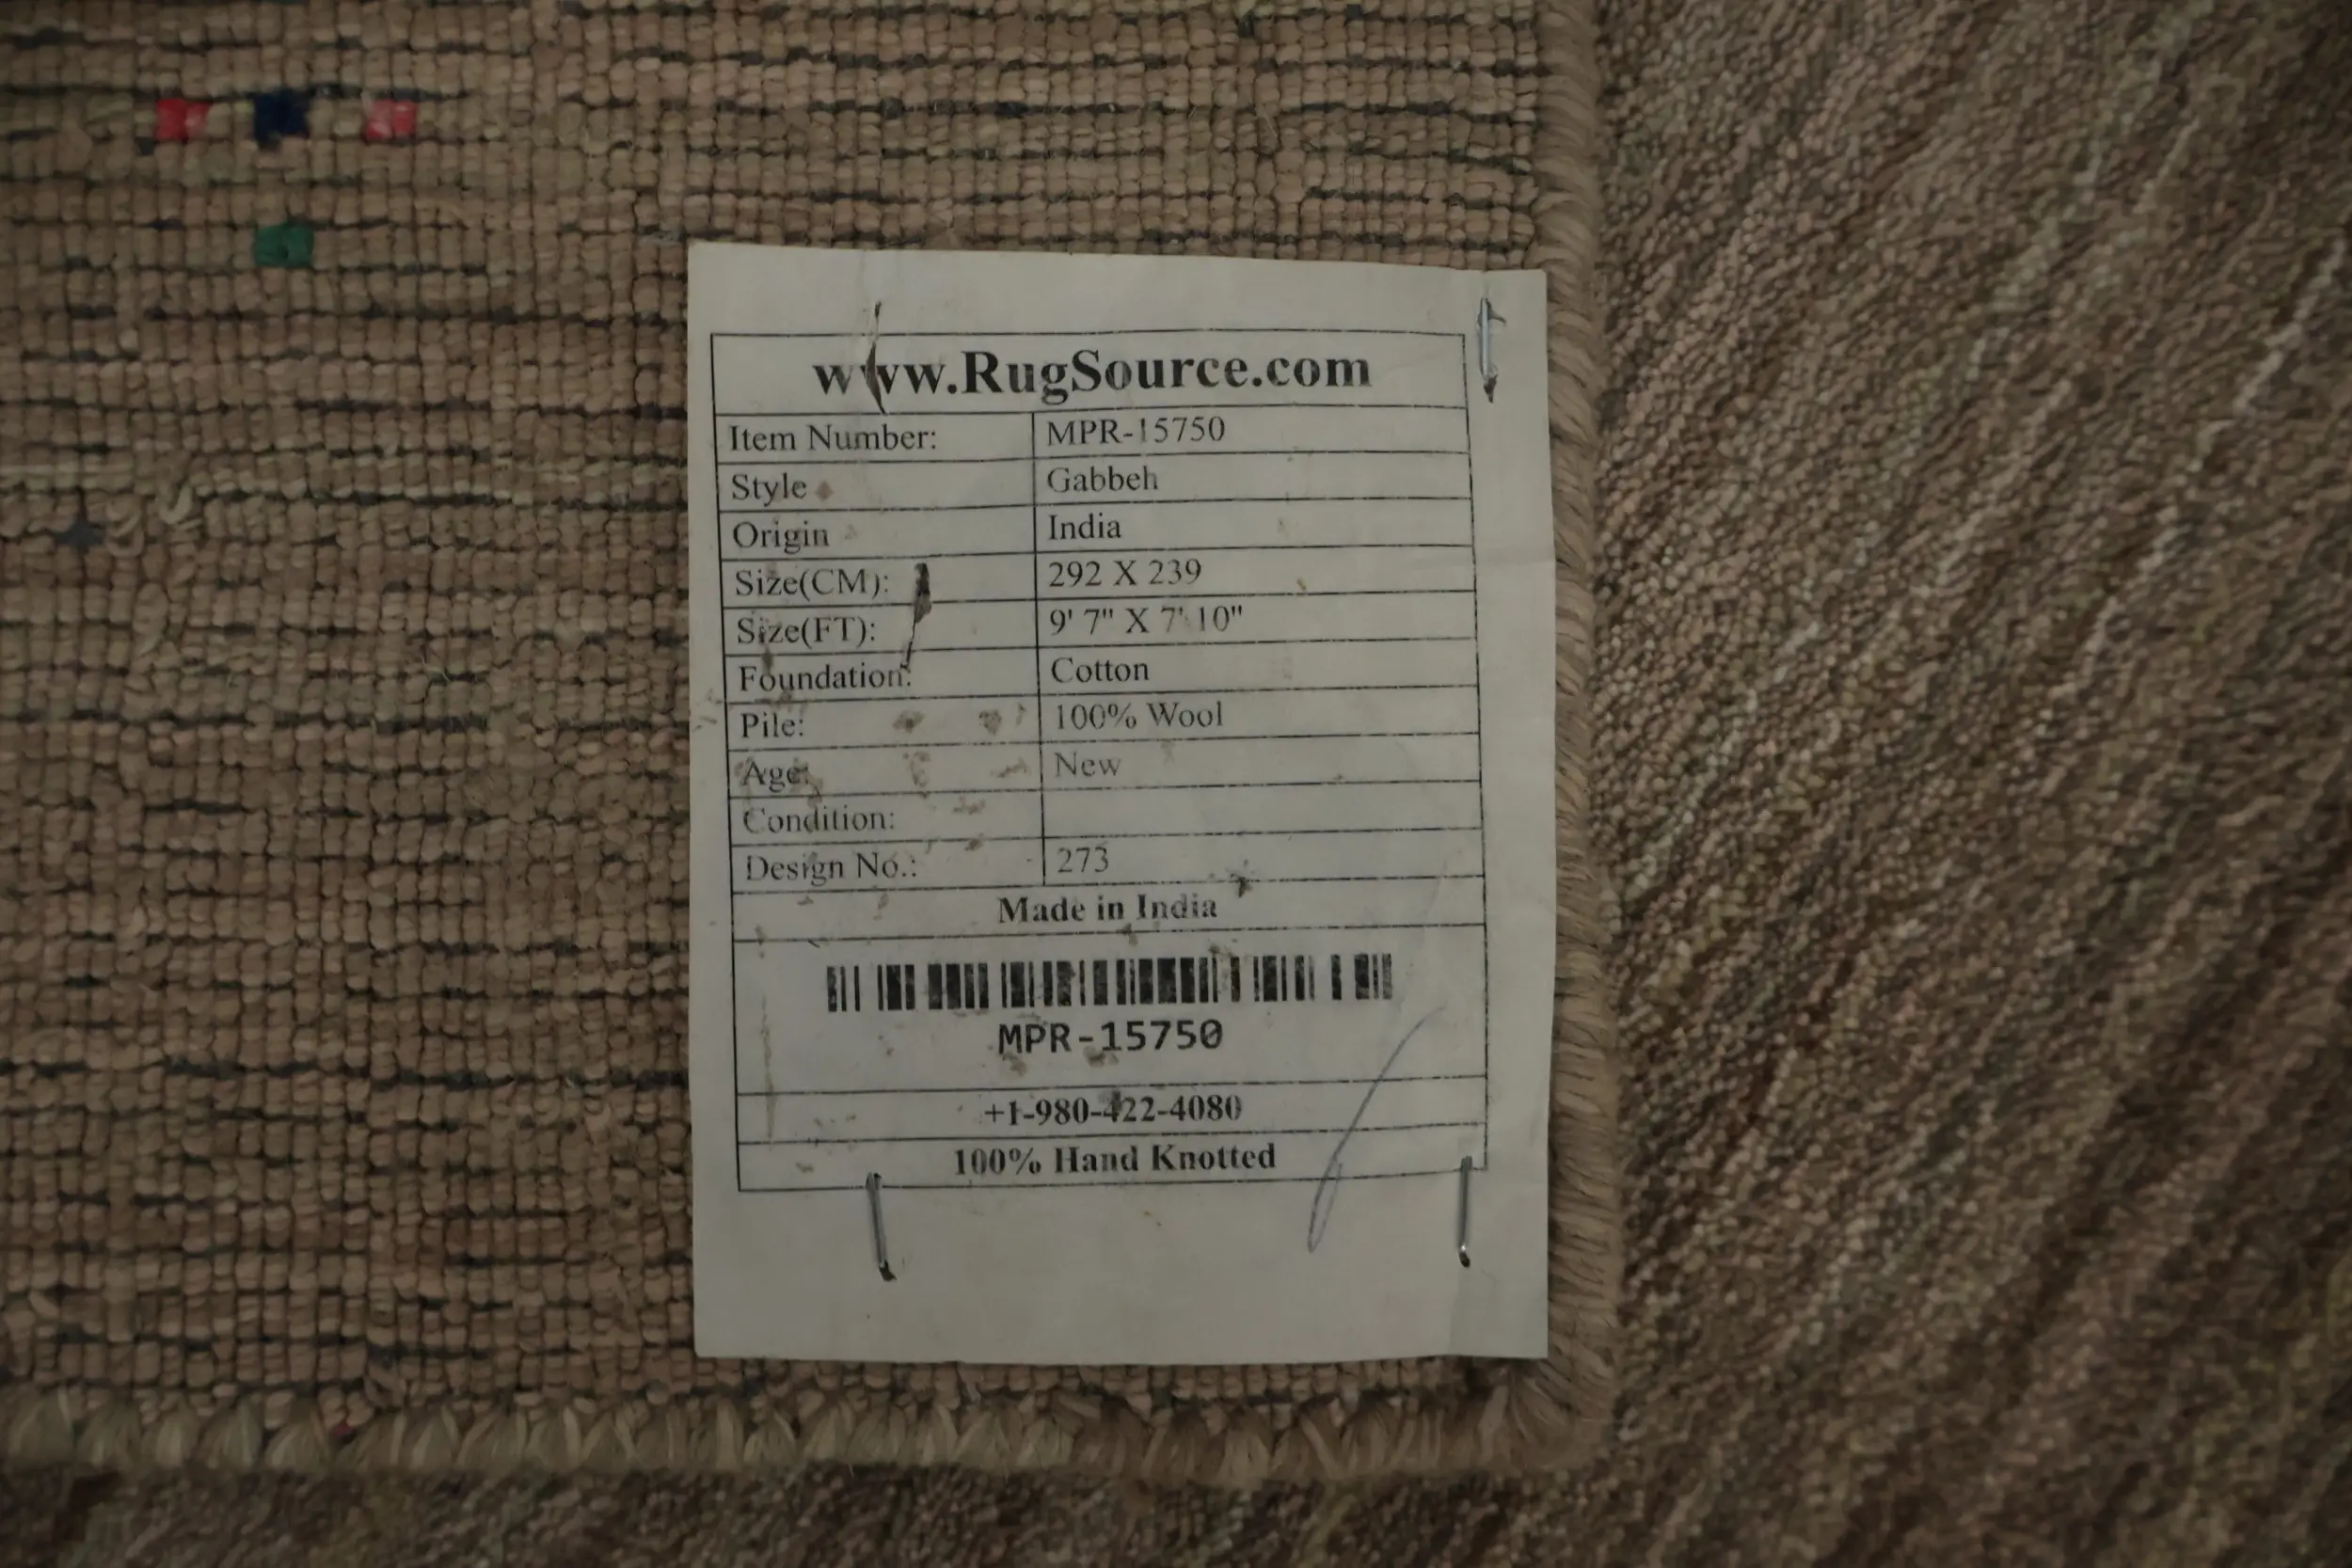 www.RugSource.com
Item Number: MPR-15750
Style Gabbeh
Origin India
Size(CM): 292 X 239
Size(FT): 9' 7" X 7' 10"
Foundation: Cotton
Pile: 100% Wool
Age: New
Condition:
Design No.: 273
Made in India
MPR-15750
+1-980-422-4080
100% Hand Knotted